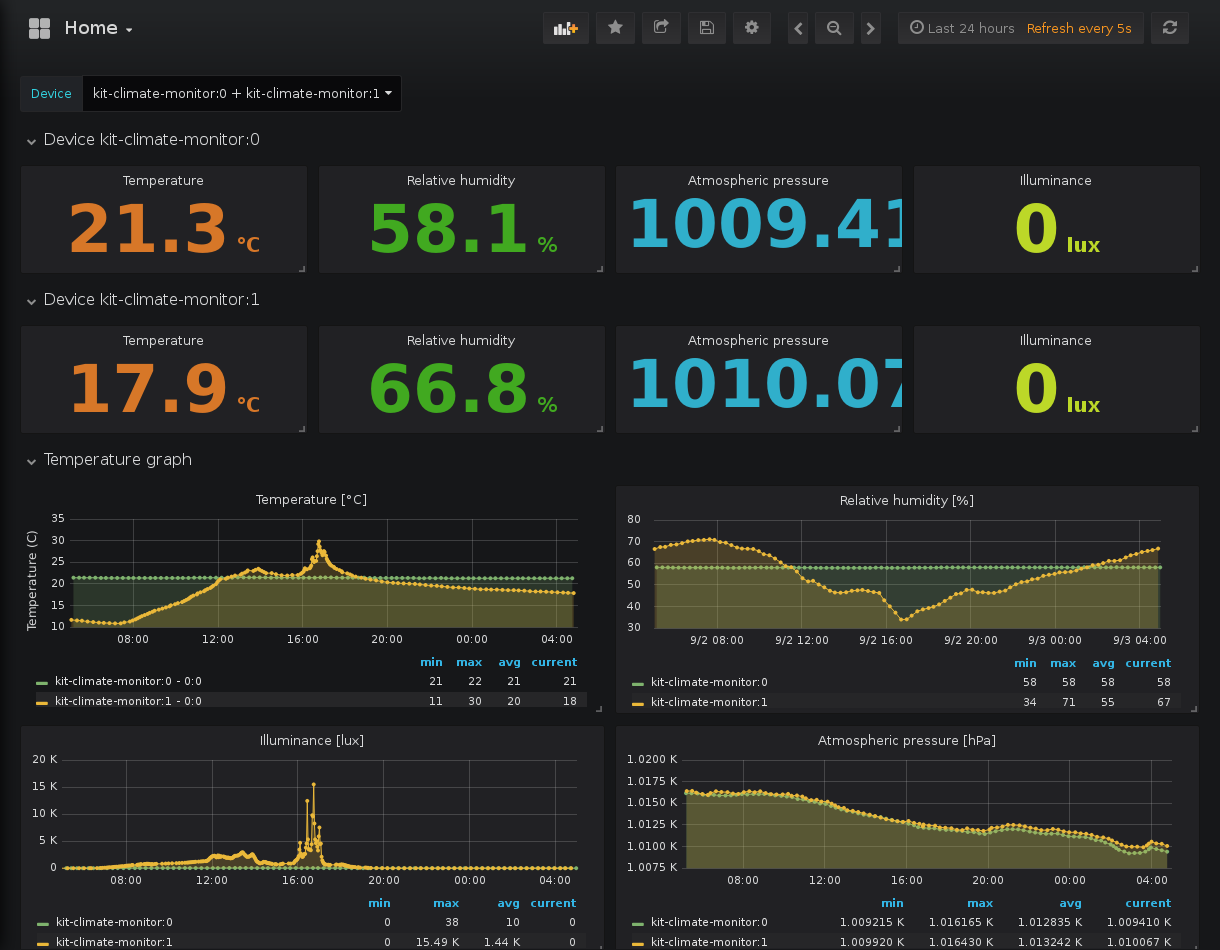 Home
Last 24 hours Refresh every 5s
Device kit-climate-monitor:0 + kit-climate-monitor:1
Device kit-climate-monitor:0
Temperature Relative humidity Atmospheric pressure Illuminance
21.3 °C 58.1 % 1009.41 0 lux
Device kit-climate-monitor:1
Temperature Relative humidity Atmospheric pressure Illuminance
17.9 °C 66.8 % 1010.07 0 lux
Temperature graph
Temperature [°C]
Temperature (C)
35
30
25
20
15
10
08:00 12:00 16:00 20:00 00:00 04:00
min max avg current
kit-climate-monitor:0 - 0:0 21 22 21 21
kit-climate-monitor:1 - 0:0 11 30 20 18
Relative humidity [%]
80
70
60
50
40
30
9/2 08:00 9/2 12:00 9/2 16:00 9/2 20:00 9/3 00:00 9/3 04:00
min max avg current
kit-climate-monitor:0 58 58 58 58
kit-climate-monitor:1 34 71 55 67
Illuminance [lux]
20 K
15 K
10 K
5 K
0
08:00 12:00 16:00 20:00 00:00 04:00
min max avg current
kit-climate-monitor:0 0 38 10 0
kit-climate-monitor:1 0 15.49 K 1.44 K 0
Atmospheric pressure [hPa]
1.0200 K
1.0175 K
1.0150 K
1.0125 K
1.0100 K
1.0075 K
08:00 12:00 16:00 20:00 00:00 04:00
min max avg current
kit-climate-monitor:0 1.009215 K 1.016165 K 1.012835 K 1.009410 K
kit-climate-monitor:1 1.009920 K 1.016430 K 1.013242 K 1.010067 K